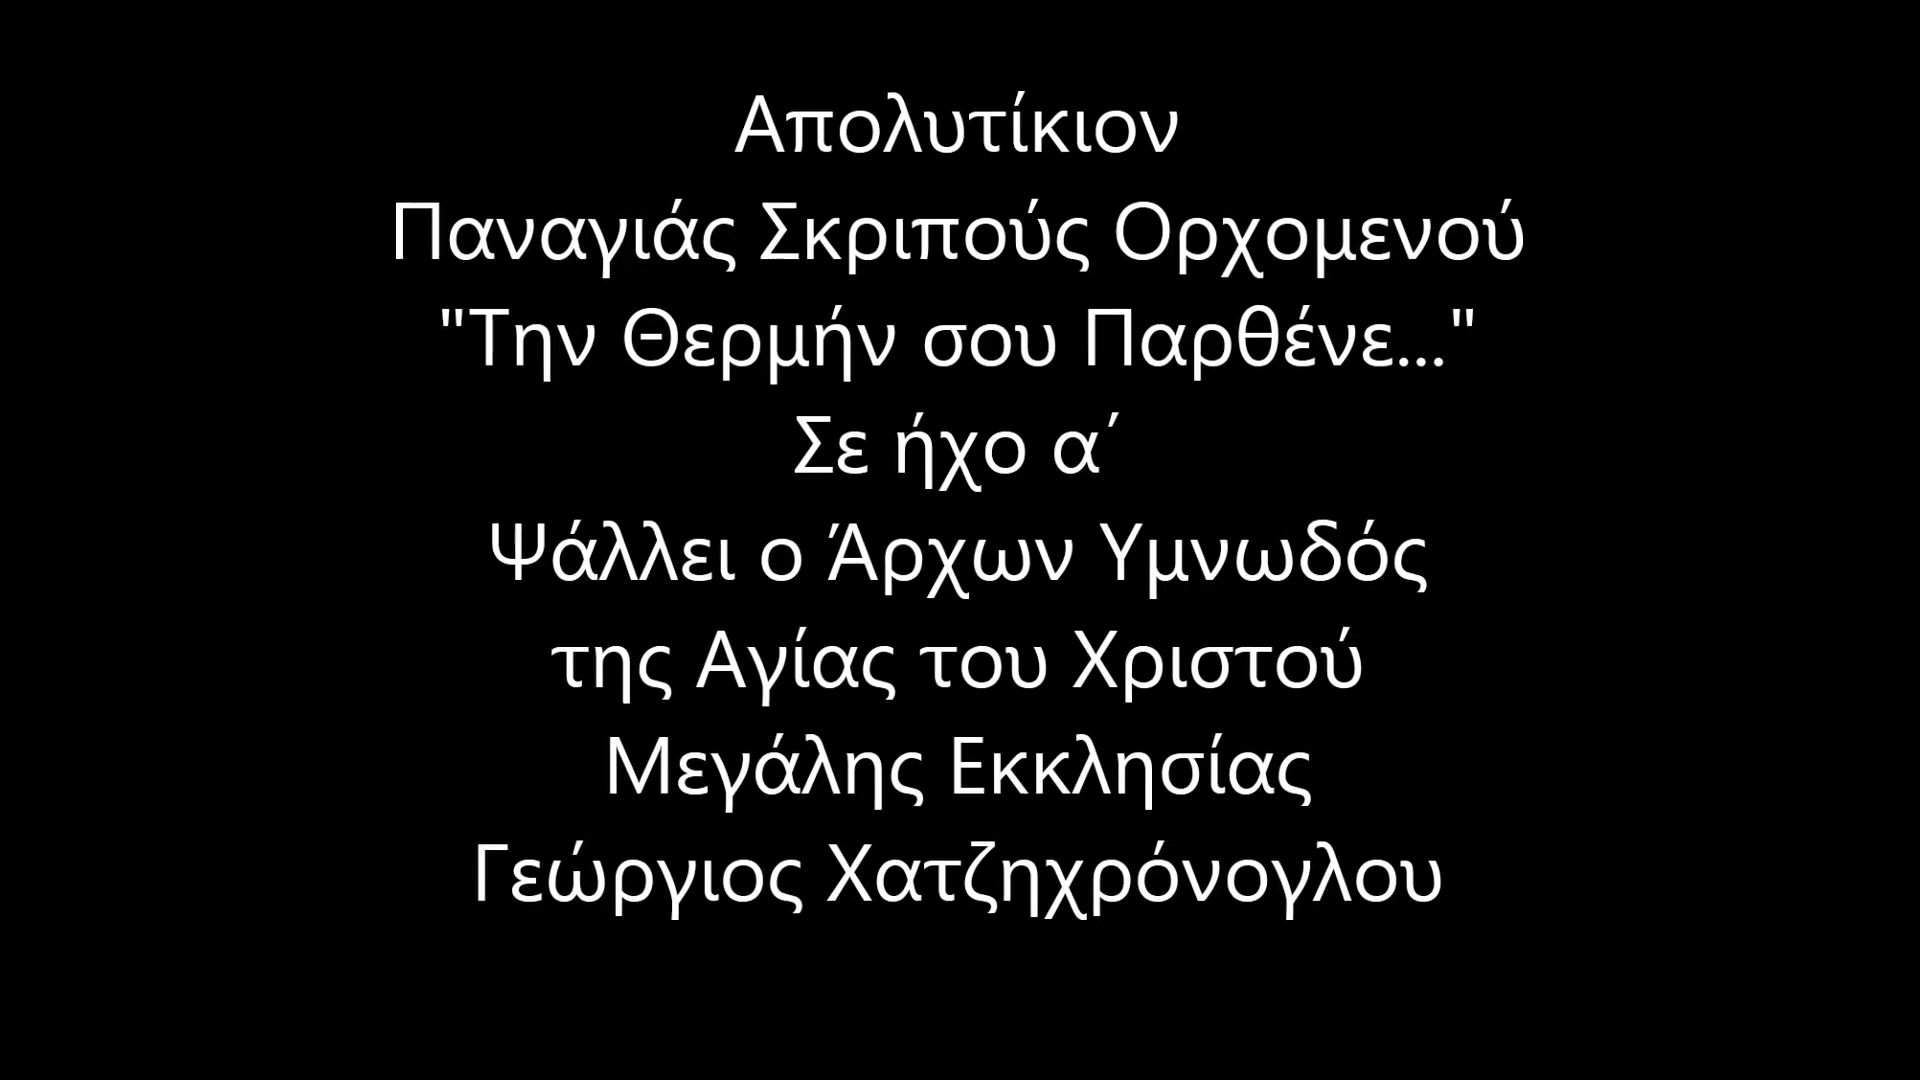 Απολυτίκιον
Παναγιάς Σκριπούς Ορχομενού
"Την Θερμήν σου Παρθένε..."
Σε ήχο α΄
Ψάλλει ο Άρχων Υμνωδός
της Αγίας του Χριστού
Μεγάλης Εκκλησίας
Γεώργιος Χατζηχρόνογλου